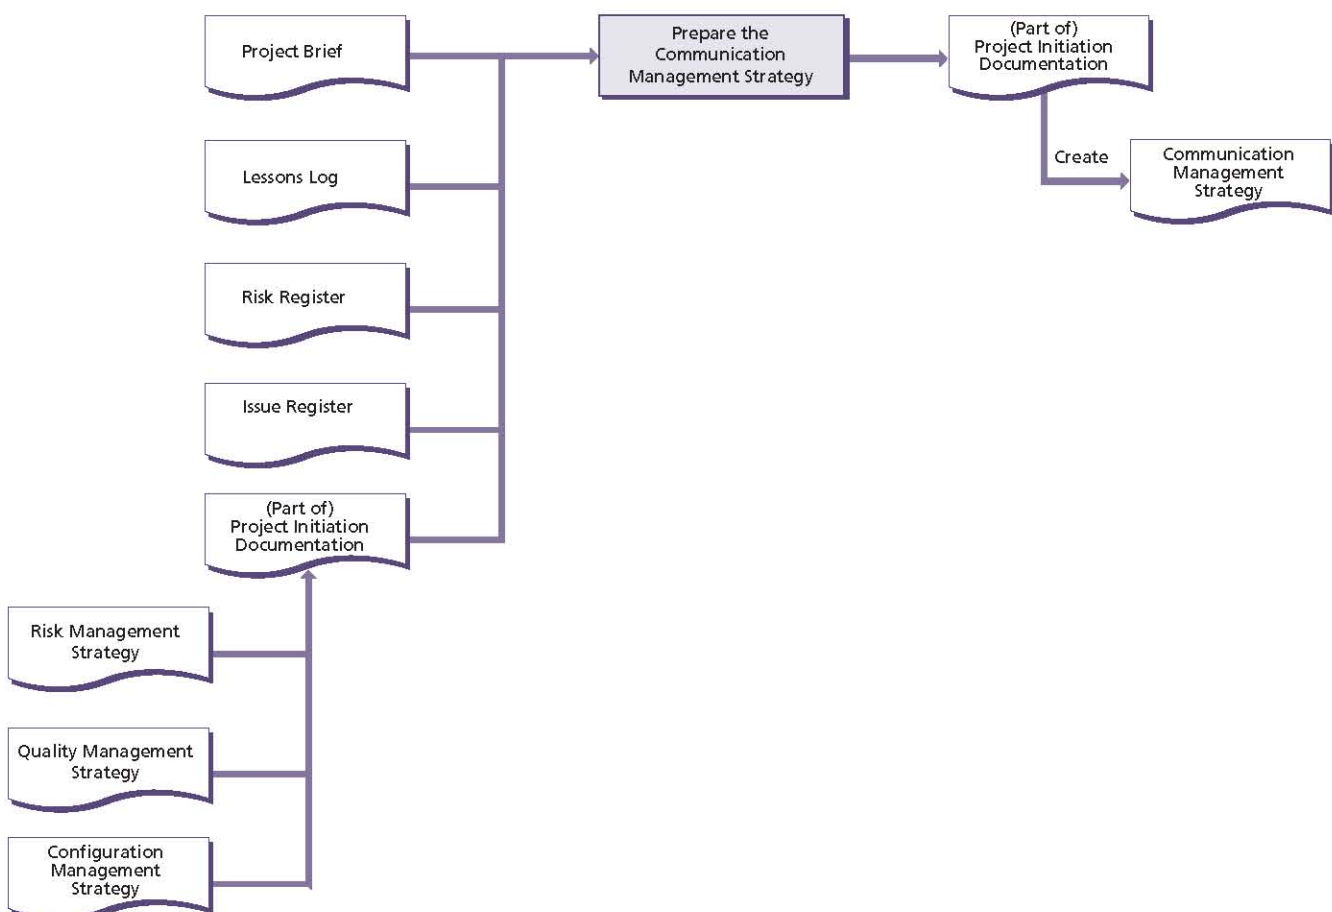 Project Brief
Prepare the
Communication
Management Strategy
(Part of)
Project Initiation
Documentation
Create
Communication
Management
Strategy
Lessons Log
Risk Register
Issue Register
(Part of)
Project Initiation
Documentation
Risk Management
Strategy
Quality Management
Strategy
Configuration
Management
Strategy